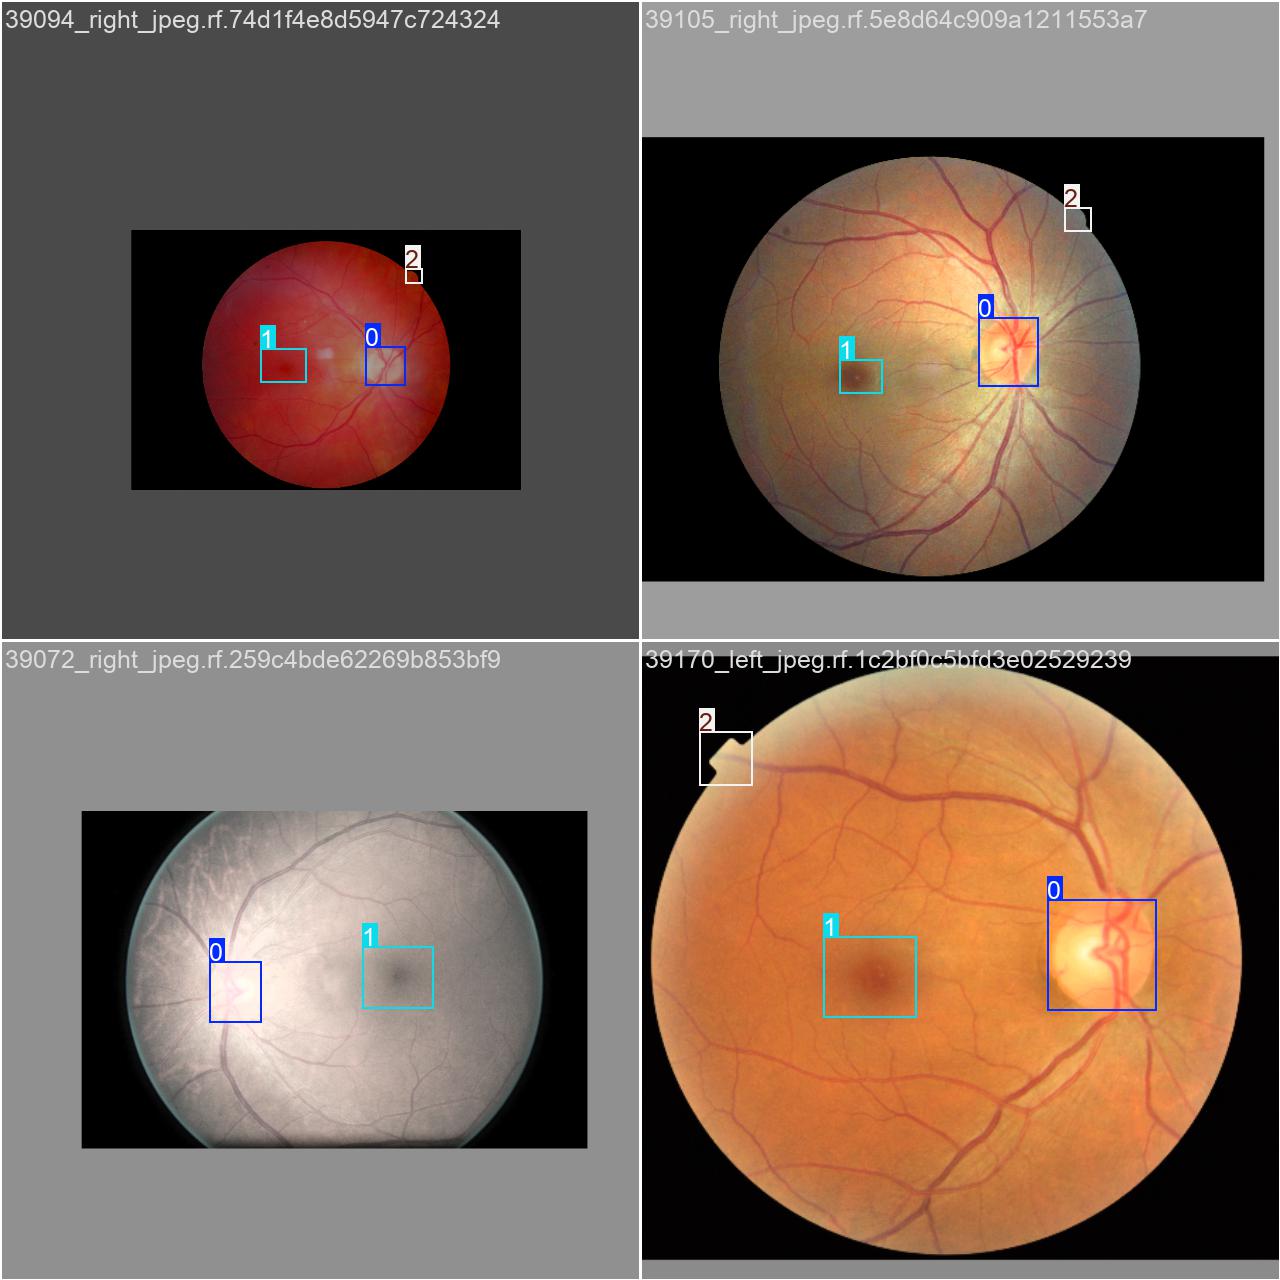 39094_right_jpeg.rf.74d1f4e8d5947c724324
2
1
0
39105_right_jpeg.rf.5e8d64c909a1211553a7
2
0
1
39072_right_jpeg.rf.259c4bde62269b853bf9
1
0
39170_left_jpeg.rf.1c2bf0c5bfd3e02529239
2
0
1